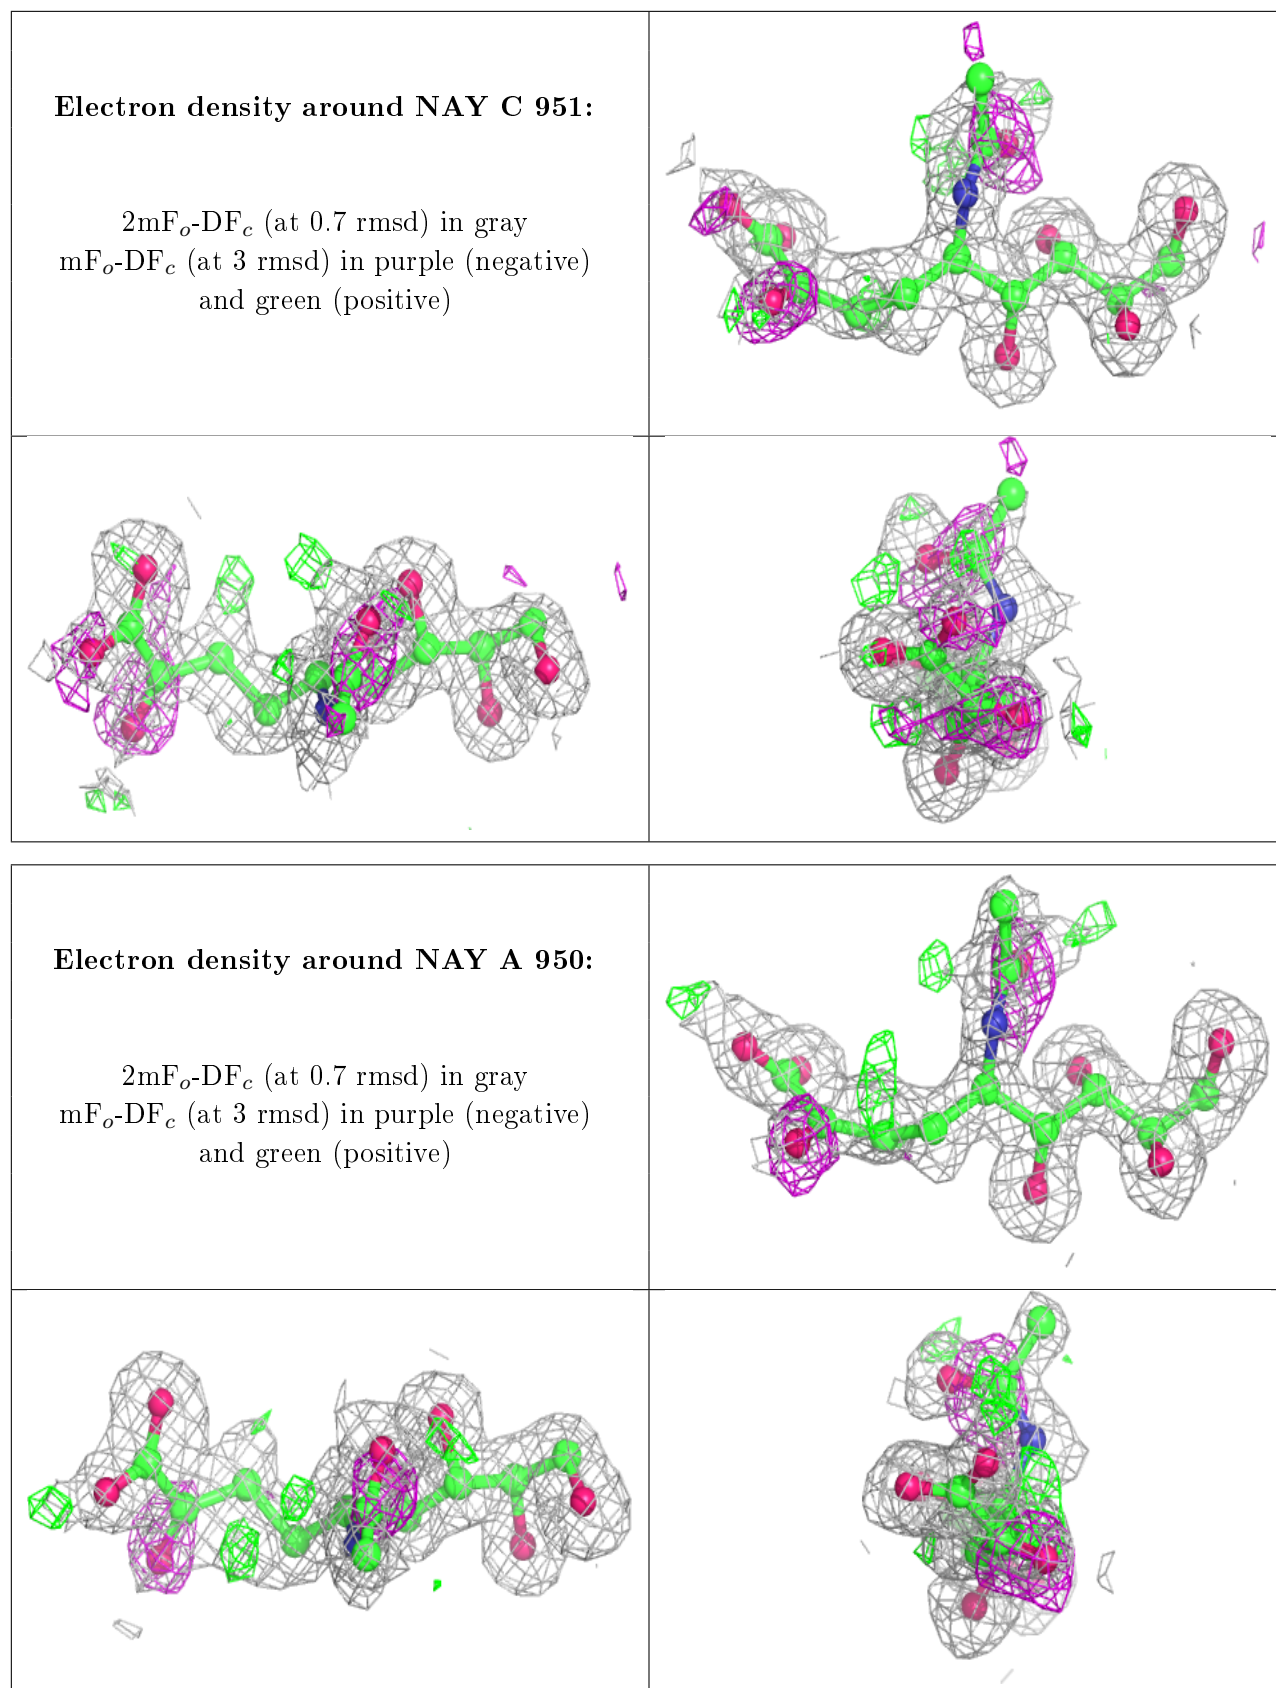 Electron density around NAY C 951:
2mFo-DFc (at 0.7 rmsd) in gray
mFo-DFc (at 3 rmsd) in purple (negative)
and green (positive)
Electron density around NAY A 950:
2mFo-DFc (at 0.7 rmsd) in gray
mFo-DFc (at 3 rmsd) in purple (negative)
and green (positive)